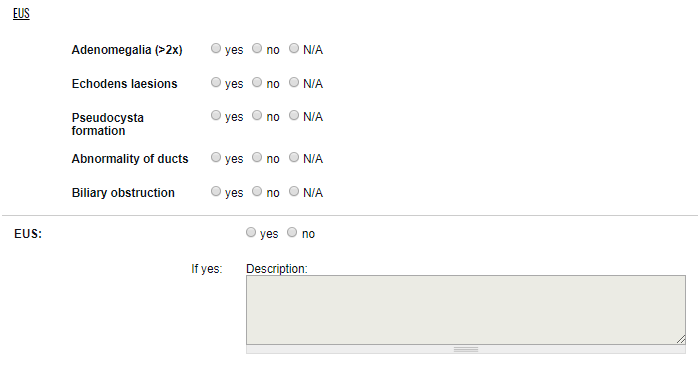 EUS
Adenomegalia (>2x) yes no N/A
Echodens laesions yes no N/A
Pseudocysta
formation yes no N/A
Abnormality of ducts yes no N/A
Biliary obstruction yes no N/A
EUS: yes no
If yes: Description: